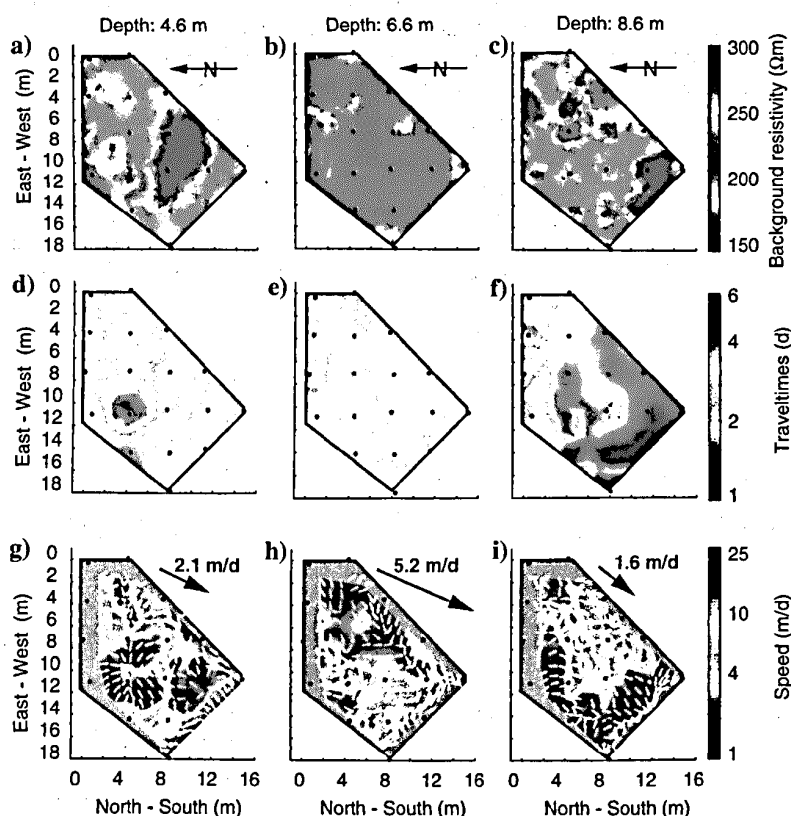 Depth: 4.6 m
Depth: 6.6 m
Depth: 8.6 m
a)
b)
c)
N
N
N
East - West (m)
0
2
4
6
8
10
12
14
16
18
300
250
200
150
Background resistivity (Ωm)
d)
e)
f)
East - West (m)
0
2
4
6
8
10
12
14
16
18
6
4
2
1
Traveltimes (d)
g)
h)
i)
2.1 m/d
5.2 m/d
1.6 m/d
East - West (m)
0
2
4
6
8
10
12
14
16
18
25
10
4
1
Speed (m/d)
0 4 8 12 16
0 4 8 12 16
0 4 8 12 16
North - South (m)
North - South (m)
North - South (m)